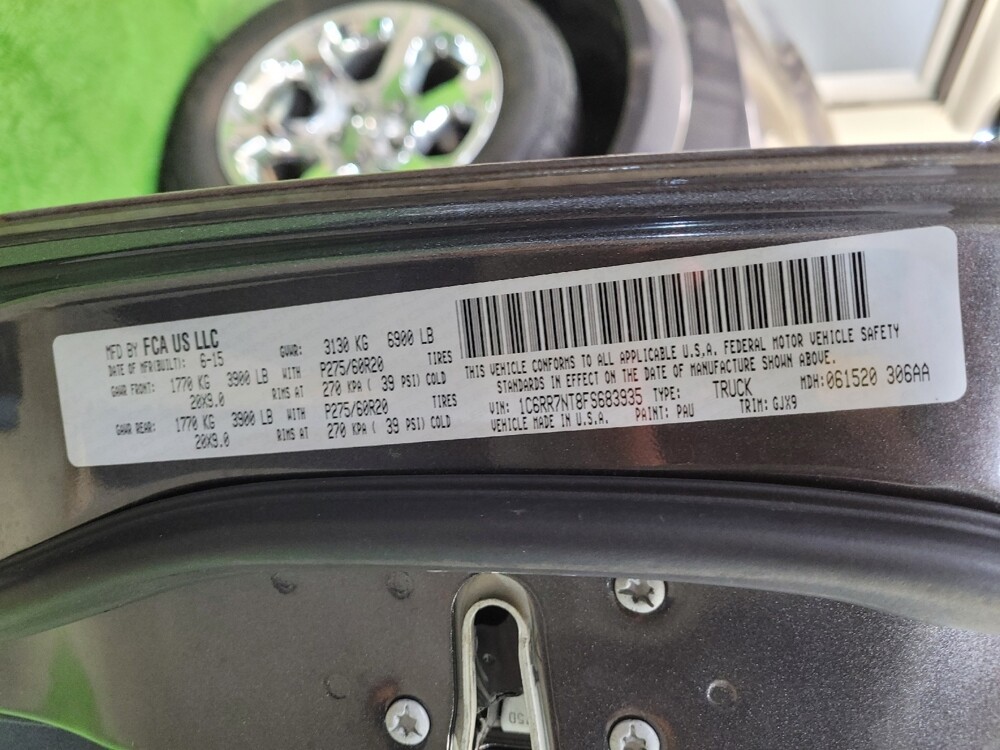 MFD BY FCA US LLC
DATE OF MFR(BUILT): 6-15 GVWR: 3130 KG 6900 LB
GAWR FRONT: 1770 KG 3900 LB WITH P275/60R20 TIRES
20X9.0 RIMS AT 270 KPA ( 39 PSI) COLD
GAWR REAR: 1770 KG 3900 LB WITH P275/60R20 TIRES
20X9.0 RIMS AT 270 KPA ( 39 PSI) COLD
THIS VEHICLE CONFORMS TO ALL APPLICABLE U.S.A. FEDERAL MOTOR VEHICLE SAFETY
STANDARDS IN EFFECT ON THE DATE OF MANUFACTURE SHOWN ABOVE.
VIN: 1C6RR7NT8FS683935 TYPE: TRUCK MDH:061520 306AA
VEHICLE MADE IN U.S.A. PAINT: PAU TRIM: GJX9